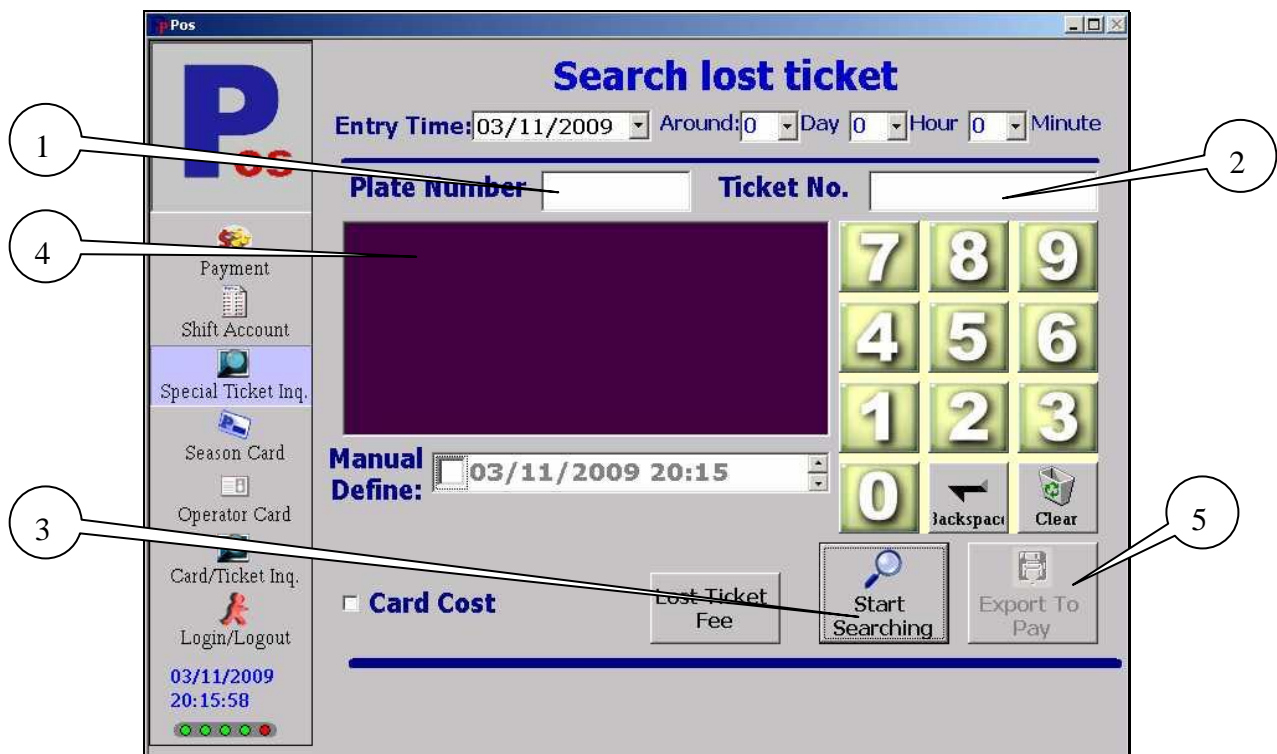 Pos
Search lost ticket
Entry Time: 03/11/2009 Around: 0 Day 0 Hour 0 Minute
Pos
1
2
Plate Number Ticket No.
4
Payment
Shift Account
Special Ticket Inq.
Season Card
Operator Card
Card/Ticket Inq.
Login/Logout
03/11/2009
20:15:58
7 8 9
4 5 6
1 2 3
0 Backspac Clear
Manual
Define: 03/11/2009 20:15
3
5
Card Cost
Lost Ticket
Fee
Start
Searching
Export To
Pay